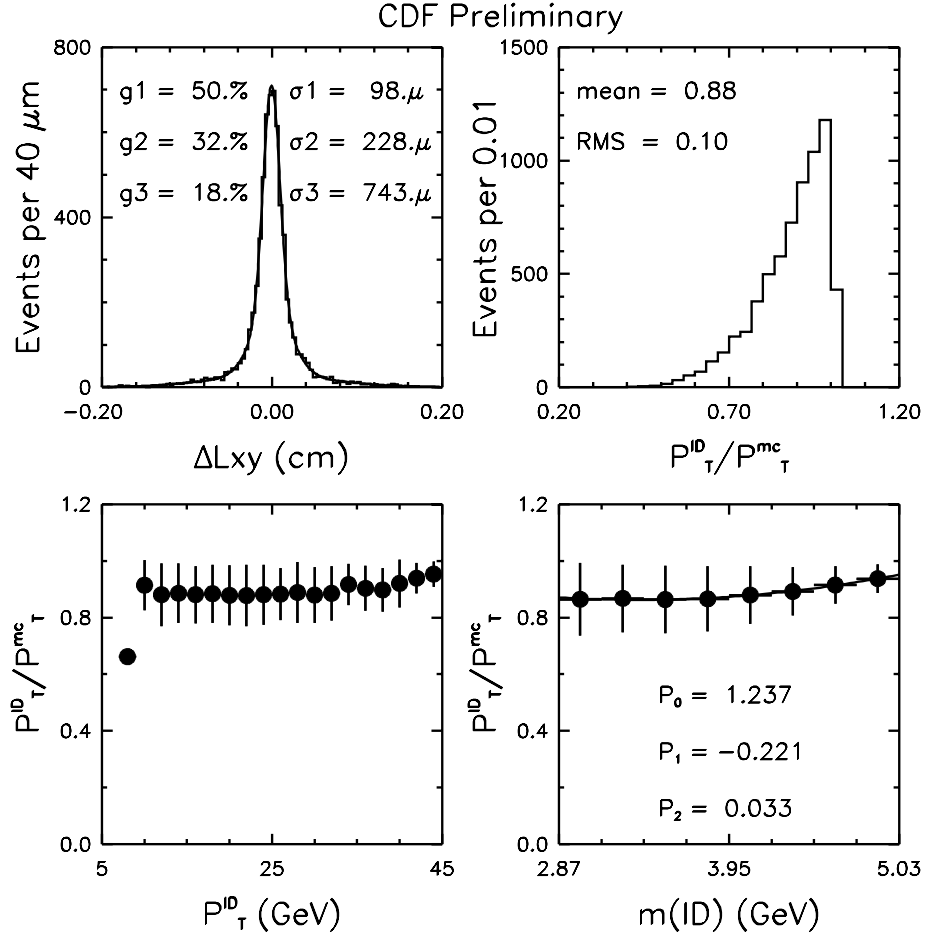 CDF Preliminary
Events per 40 μm
800
400
0
g1 = 50.% σ1 = 98.μ
g2 = 32.% σ2 = 228.μ
g3 = 18.% σ3 = 743.μ
−0.20 0.00 0.20
ΔLxy (cm)
Events per 0.01
1500
1000
500
0
mean = 0.88
RMS = 0.10
0.20 0.70 1.20
P^ID_T/P^mc_T
P^ID_T/P^mc_T
1.2
0.8
0.4
0.0
5 25 45
P^ID_T (GeV)
P^ID_T/P^mc_T
1.2
0.8
0.4
0.0
P_0 = 1.237
P_1 = −0.221
P_2 = 0.033
2.87 3.95 5.03
m(ID) (GeV)